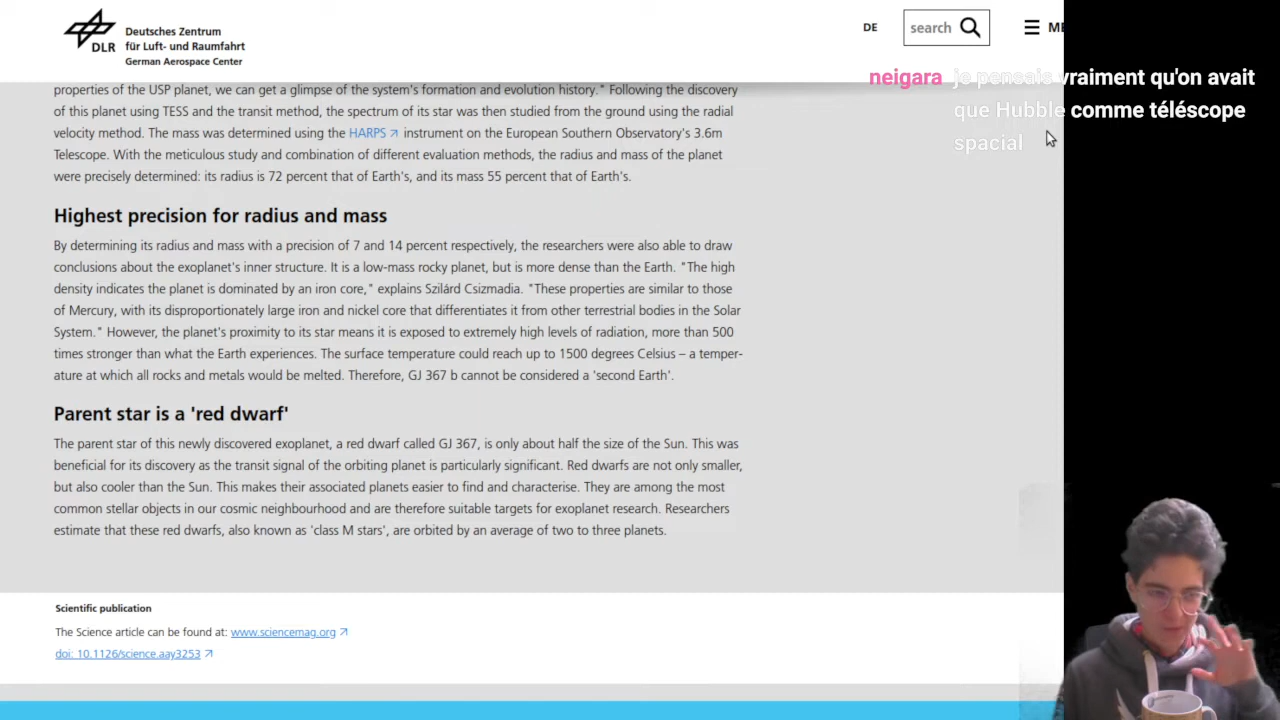 Deutsches Zentrum
für Luft- und Raumfahrt
German Aerospace Center
DLR
DE
search
neigara je pensais vraiment qu'on avait
que Hubble comme téléscope
spacial
properties of the USP planet, we can get a glimpse of the system's formation and evolution history." Following the discovery
of this planet using TESS and the transit method, the spectrum of its star was then studied from the ground using the radial
velocity method. The mass was determined using the HARPS instrument on the European Southern Observatory's 3.6m
Telescope. With the meticulous study and combination of different evaluation methods, the radius and mass of the planet
were precisely determined: its radius is 72 percent that of Earth's, and its mass 55 percent that of Earth's.
Highest precision for radius and mass
By determining its radius and mass with a precision of 7 and 14 percent respectively, the researchers were also able to draw
conclusions about the exoplanet's inner structure. It is a low-mass rocky planet, but is more dense than the Earth. "The high
density indicates the planet is dominated by an iron core," explains Szilárd Csizmadia. "These properties are similar to those
of Mercury, with its disproportionately large iron and nickel core that differentiates it from other terrestrial bodies in the Solar
System." However, the planet's proximity to its star means it is exposed to extremely high levels of radiation, more than 500
times stronger than what the Earth experiences. The surface temperature could reach up to 1500 degrees Celsius – a temper-
ature at which all rocks and metals would be melted. Therefore, GJ 367 b cannot be considered a 'second Earth'.
Parent star is a 'red dwarf'
The parent star of this newly discovered exoplanet, a red dwarf called GJ 367, is only about half the size of the Sun. This was
beneficial for its discovery as the transit signal of the orbiting planet is particularly significant. Red dwarfs are not only smaller,
but also cooler than the Sun. This makes their associated planets easier to find and characterise. They are among the most
common stellar objects in our cosmic neighbourhood and are therefore suitable targets for exoplanet research. Researchers
estimate that these red dwarfs, also known as 'class M stars', are orbited by an average of two to three planets.
Scientific publication
The Science article can be found at: www.sciencemag.org
doi: 10.1126/science.aay3253